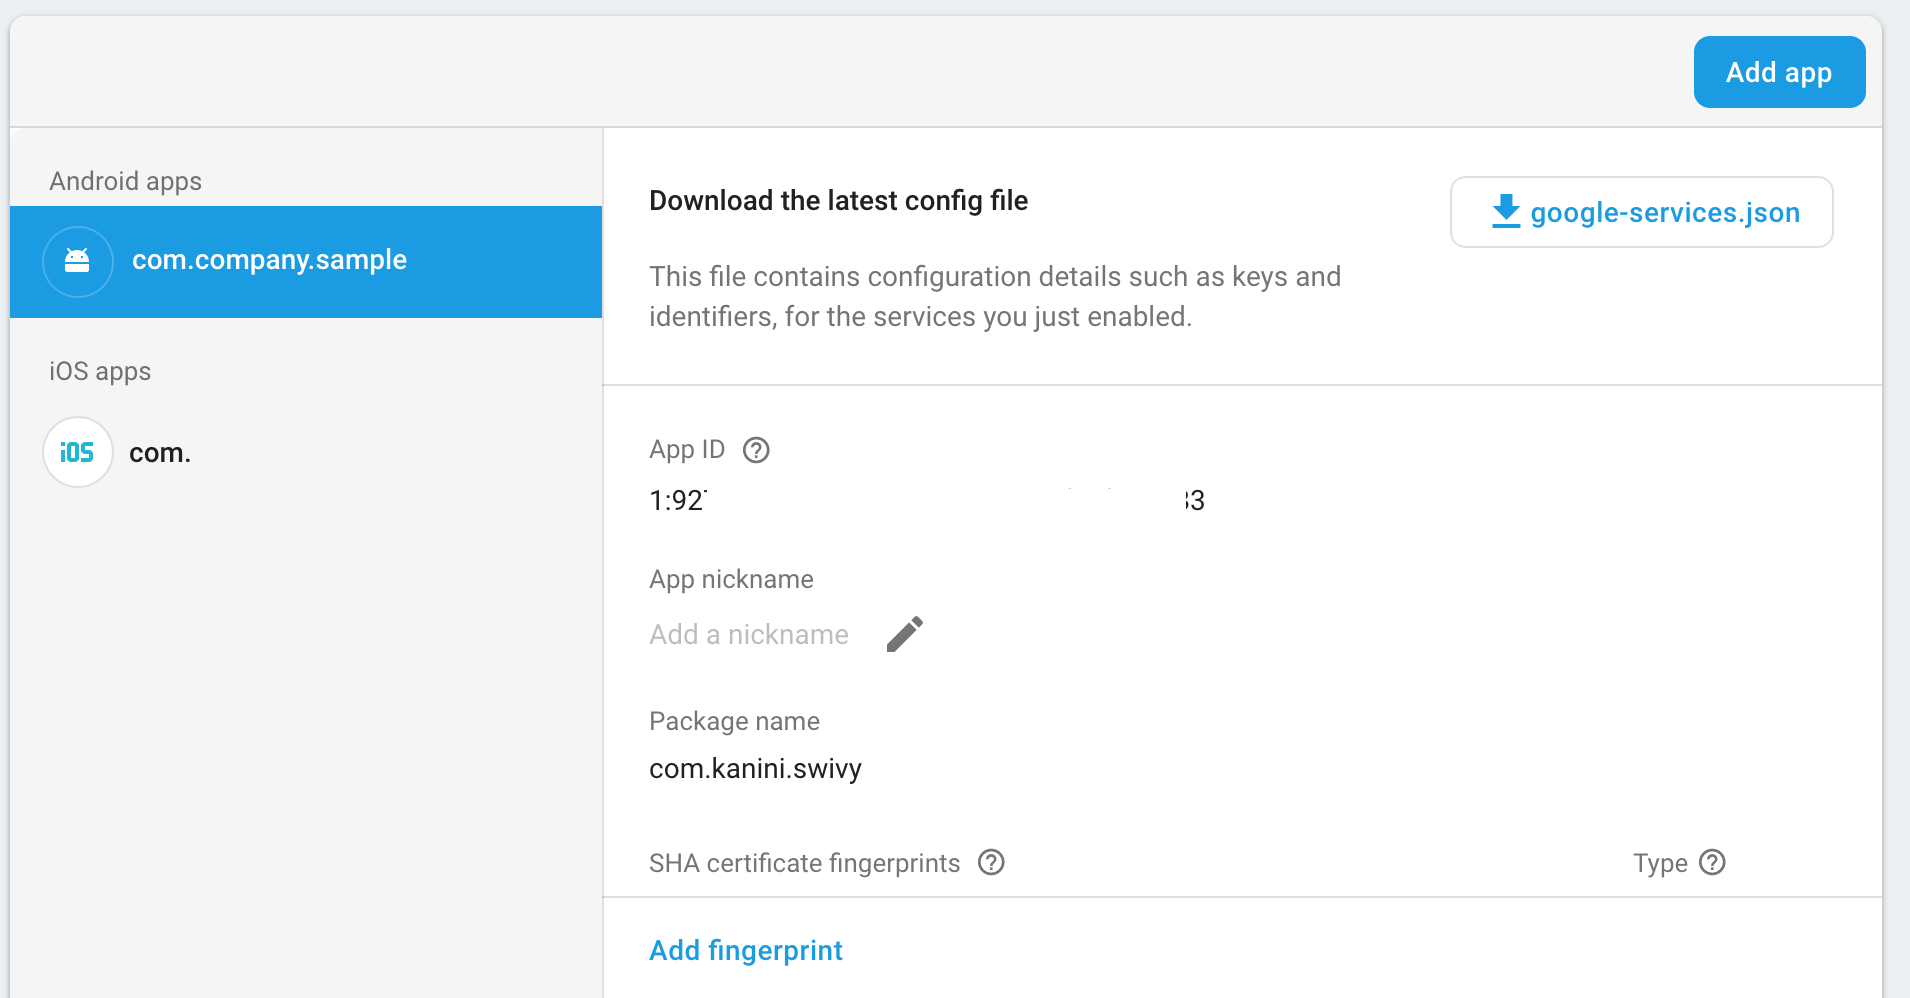 Add app
Android apps
com.company.sample
iOS apps
iOS
com.
Download the latest config file
google-services.json
This file contains configuration details such as keys and
identifiers, for the services you just enabled.
App ID ?
1:92
3
App nickname
Add a nickname
Package name
com.kanini.swivy
SHA certificate fingerprints ?
Type ?
Add fingerprint